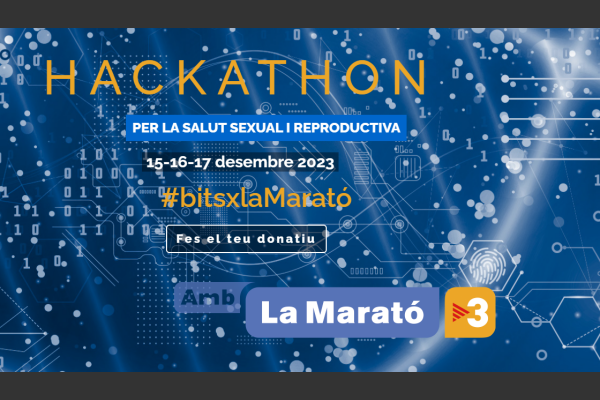 HACKATHON
PER LA SALUT SEXUAL I REPRODUCTIVA
15-16-17 desembre 2023
#bitsxlaMarató
Fes el teu donatiu
Amb
La Marató 3